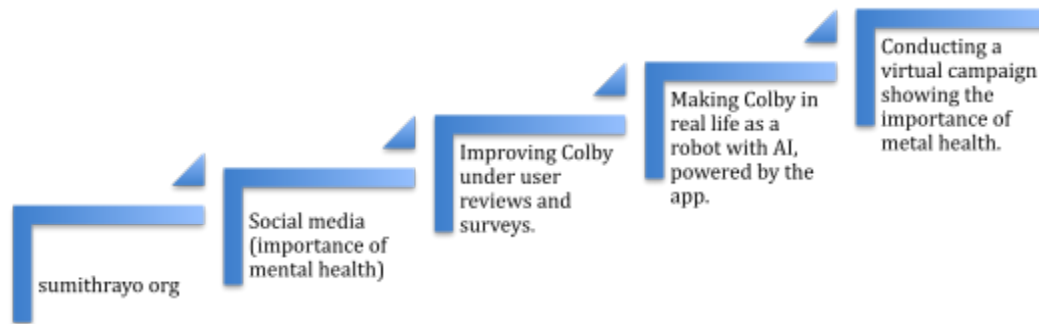 sumithrayo org
Social media
(importance of
mental health)
Improving Colby
under user
reviews and
surveys.
Making Colby in
real life as a
robot with AI,
powered by the
app.
Conducting a
virtual campaign
showing the
importance of
metal health.